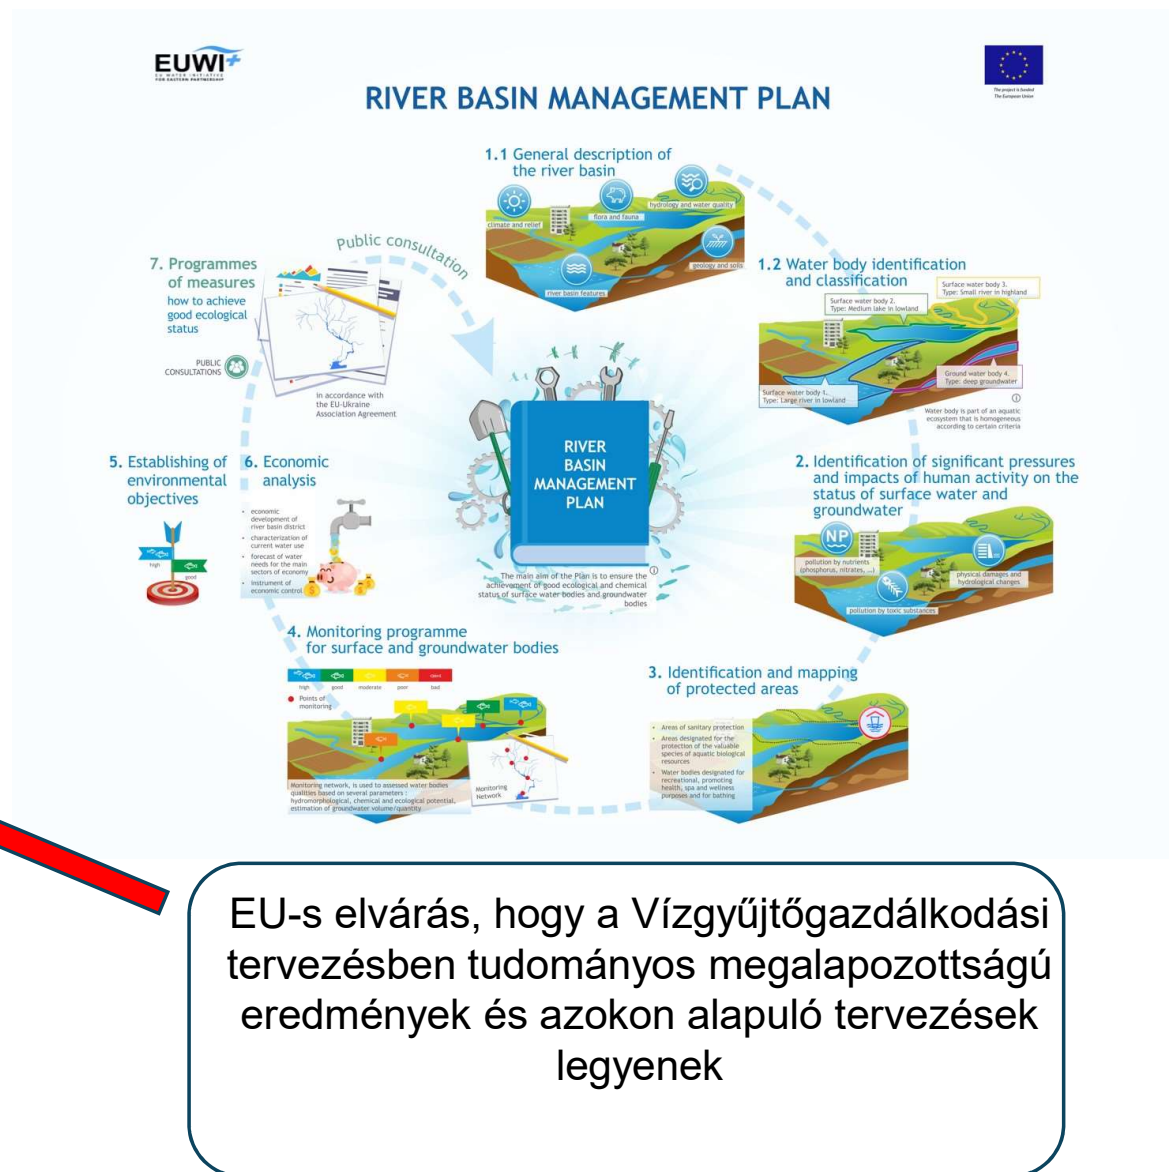 EUWI+
EU WATER INITIATIVE
FOR EASTERN PARTNERSHIP
The project is funded
The European Union
RIVER BASIN MANAGEMENT PLAN
1.1 General description of
the river basin
climate and relief
flora and fauna
hydrology and water quality
geology and soils
river basin features
1.2 Water body identification
and classification
Surface water body 3.
Type: Small river in highland
Surface water body 2.
Type: Medium lake in lowland
Ground water body 4.
Type: deep groundwater
Surface water body 1.
Type: Large river in lowland
Water body is part of an aquatic
ecosystem that is homogeneous
according to certain criteria
2. Identification of significant pressures
and impacts of human activity on the
status of surface water and
groundwater
NP
pollution by nutrients
(phosphorus, nitrates, ...)
physical damages and
hydrological changes
pollution by toxic substances
3. Identification and mapping
of protected areas
• Areas of sanitary protection
• Areas designated for the
protection of the valuable
species of aquatic biological
resources
• Water bodies designated for
recreational, promoting
health, spa and wellness
purposes and for bathing
4. Monitoring programme
for surface and groundwater bodies
high good moderate poor bad
Points of
monitoring
Monitoring network, is used to assessed water bodies
qualities based on several parameters :
hydromorphological, chemical and ecological potential,
estimation of groundwater volume/quantity
Monitoring
Network
5. Establishing of
environmental
objectives
high
good
6. Economic
analysis
• economic
development of
river basin district
• characterization of
current water use
• forecast of water
needs for the main
sectors of economy
• Instrument of
economic control
7. Programmes
of measures
how to achieve
good ecological
status
PUBLIC
CONSULTATIONS
in accordance with
the EU-Ukraine
Association Agreement
Public consultation
RIVER
BASIN
MANAGEMENT
PLAN
The main aim of the Plan is to ensure the
achievement of good ecological and chemical
status of surface water bodies and groundwater
bodies
EU-s elvárás, hogy a Vízgyűjtőgazdálkodási
tervezésben tudományos megalapozottságú
eredmények és azokon alapuló tervezések
legyenek